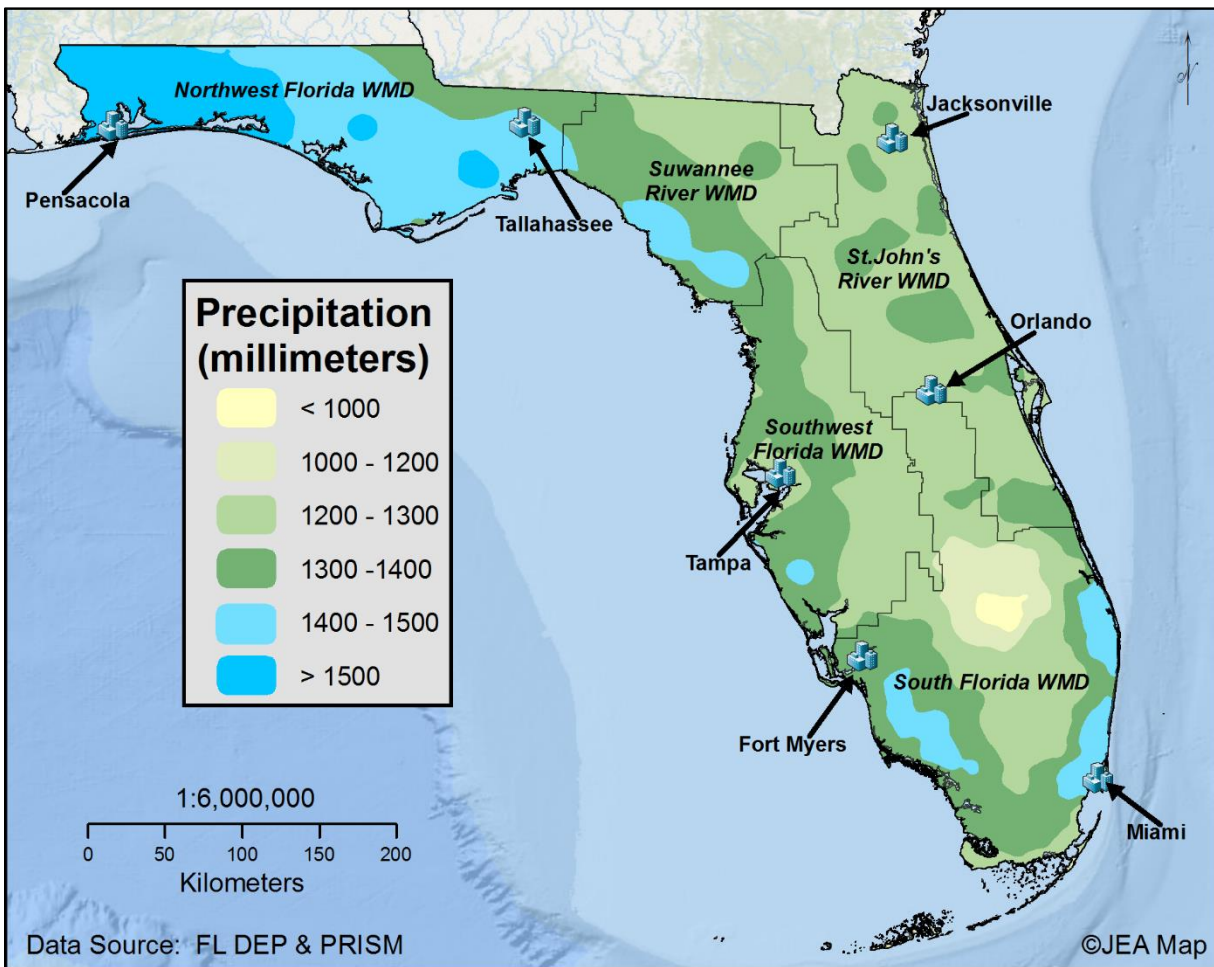 Northwest Florida WMD
Jacksonville
Pensacola
Suwannee
River WMD
Tallahassee
St.John's
River WMD
Precipitation
(millimeters)
< 1000
1000 - 1200
1200 - 1300
1300 -1400
1400 - 1500
> 1500
Orlando
Southwest
Florida WMD
Tampa
South Florida WMD
Fort Myers
Miami
1:6,000,000
0 50 100 150 200
Kilometers
Data Source: FL DEP & PRISM
©JEA Map
N